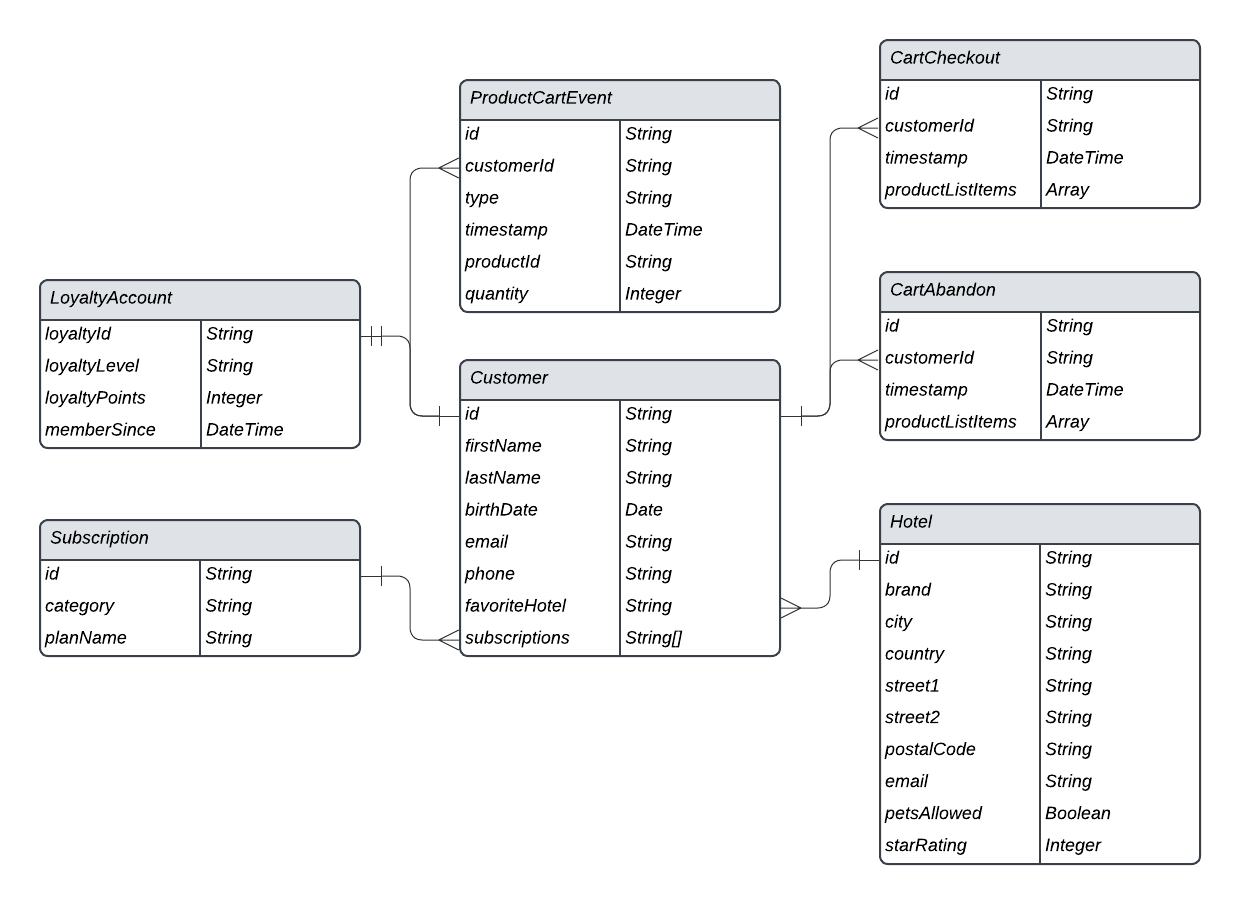 ProductCartEvent
id String
customerId String
type String
timestamp DateTime
productId String
quantity Integer
CartCheckout
id String
customerId String
timestamp DateTime
productListItems Array
LoyaltyAccount
loyaltyId String
loyaltyLevel String
loyaltyPoints Integer
memberSince DateTime
Customer
id String
firstName String
lastName String
birthDate Date
email String
phone String
favoriteHotel String
subscriptions String[]
CartAbandon
id String
customerId String
timestamp DateTime
productListItems Array
Subscription
id String
category String
planName String
Hotel
id String
brand String
city String
country String
street1 String
street2 String
postalCode String
email String
petsAllowed Boolean
starRating Integer